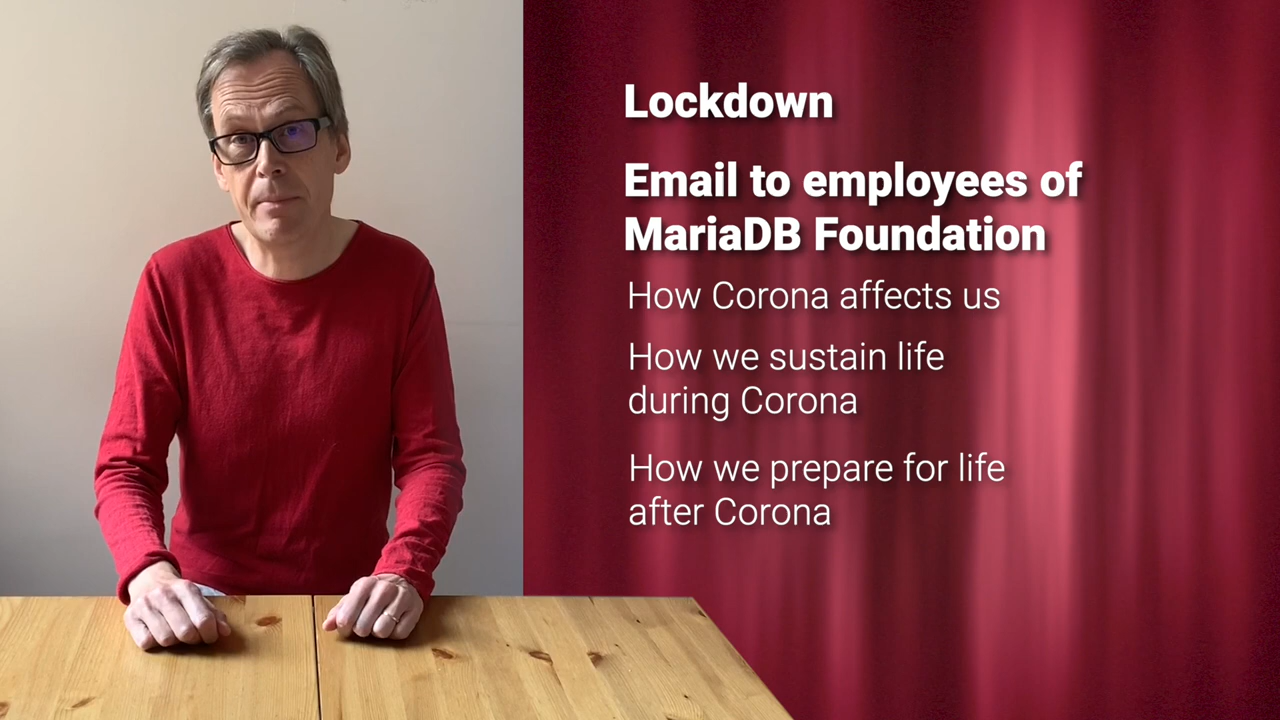 Lockdown
Email to employees of
MariaDB Foundation
How Corona affects us
How we sustain life
during Corona
How we prepare for life
after Corona